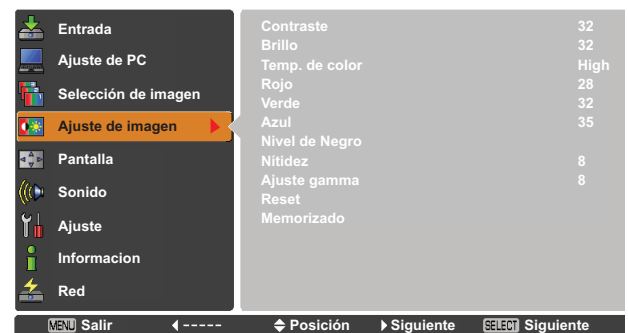 Entrada
Ajuste de PC
Selección de imagen
Ajuste de imagen
Pantalla
Sonido
Ajuste
Informacion
Red
Contraste 32
Brillo 32
Temp. de color High
Rojo 28
Verde 32
Azul 35
Nivel de Negro
Nitidez 8
Ajuste gamma 8
Reset
Memorizado
MENU Salir ----- Posición Siguiente SELECT Siguiente